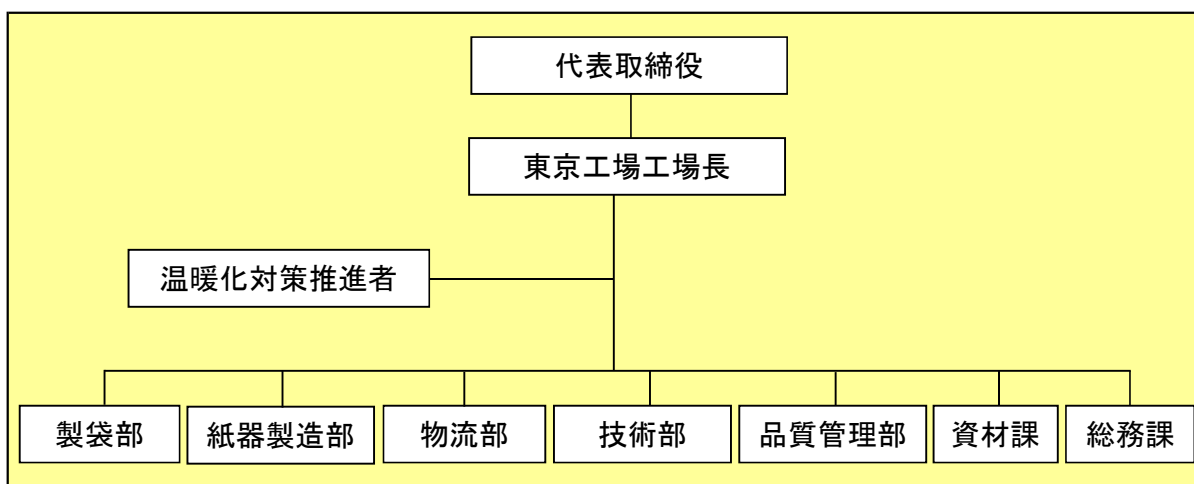 代表取締役
東京工場工場長
温暖化対策推進者
製袋部
紙器製造部
物流部
技術部
品質管理部
資材課
総務課